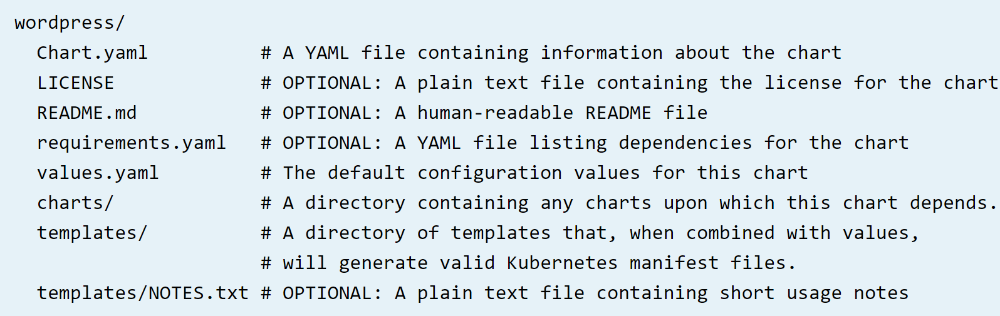 wordpress/
  Chart.yaml          # A YAML file containing information about the chart
  LICENSE             # OPTIONAL: A plain text file containing the license for the chart
  README.md           # OPTIONAL: A human-readable README file
  requirements.yaml   # OPTIONAL: A YAML file listing dependencies for the chart
  values.yaml         # The default configuration values for this chart
  charts/             # A directory containing any charts upon which this chart depends.
  templates/          # A directory of templates that, when combined with values,
                      # will generate valid Kubernetes manifest files.
  templates/NOTES.txt # OPTIONAL: A plain text file containing short usage notes